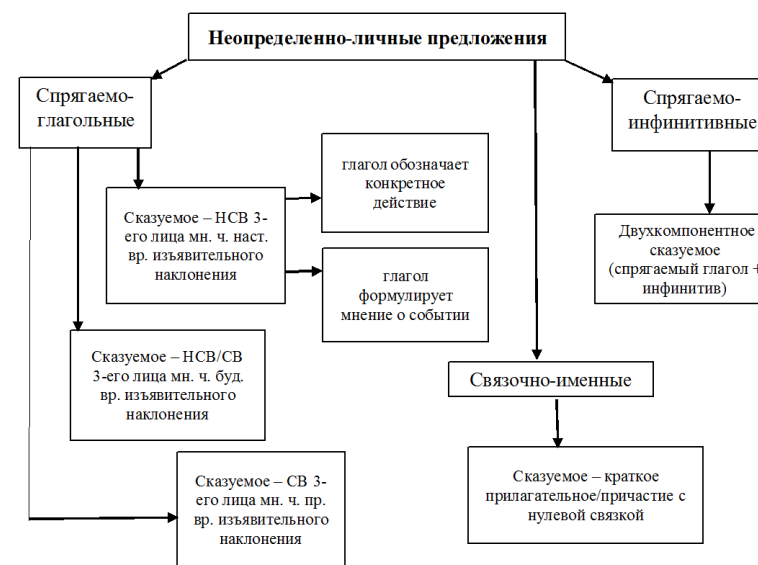 Неопределенно-личные предложения
Спрягаемо-
глагольные
Спрягаемо-
инфинитивные
глагол обозначает
конкретное
действие
Сказуемое – НСВ 3-
его лица мн. ч. наст.
вр. изъявительного
наклонения
Двухкомпонентное
сказуемое
(спрягаемый глагол +
инфинитив)
глагол
формулирует
мнение о событии
Сказуемое – НСВ/СВ
3-его лица мн. ч. буд.
вр. изъявительного
наклонения
Связочно-именные
Сказуемое – СВ 3-
его лица мн. ч. пр.
вр. изъявительного
наклонения
Сказуемое – краткое
прилагательное/причастие с
нулевой связкой